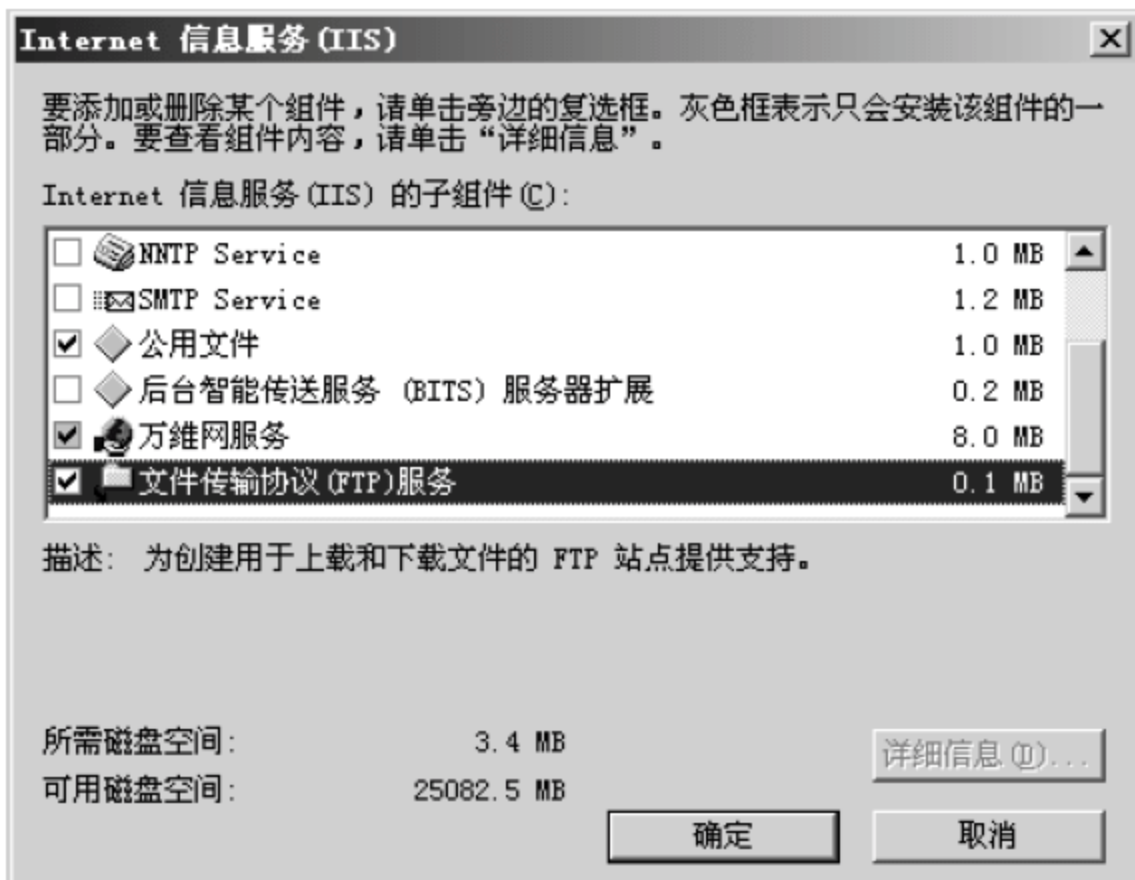 Internet 信息服务(IIS)
要添加或删除某个组件，请单击旁边的复选框。灰色框表示只会安装该组件的一
部分。要查看组件内容，请单击“详细信息”。
Internet 信息服务(IIS) 的子组件(C):
NNTP Service 1.0 MB
SMTP Service 1.2 MB
公用文件 1.0 MB
后台智能传送服务 (BITS) 服务器扩展 0.2 MB
万维网服务 8.0 MB
文件传输协议(FTP)服务 0.1 MB
描述: 为创建用于上载和下载文件的 FTP 站点提供支持。
所需磁盘空间: 3.4 MB
详细信息(D)...
可用磁盘空间: 25082.5 MB
确定 取消